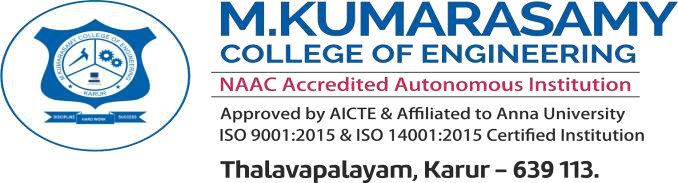 M.KUMARASAMY COLLEGE OF ENGINEERING
KARUR
DISCIPLINE
HARD WORK
SUCCESS
M.KUMARASAMY
COLLEGE OF ENGINEERING
NAAC Accredited Autonomous Institution
Approved by AICTE & Affiliated to Anna University
ISO 9001:2015 & ISO 14001:2015 Certified Institution
Thalavapalayam, Karur – 639 113.